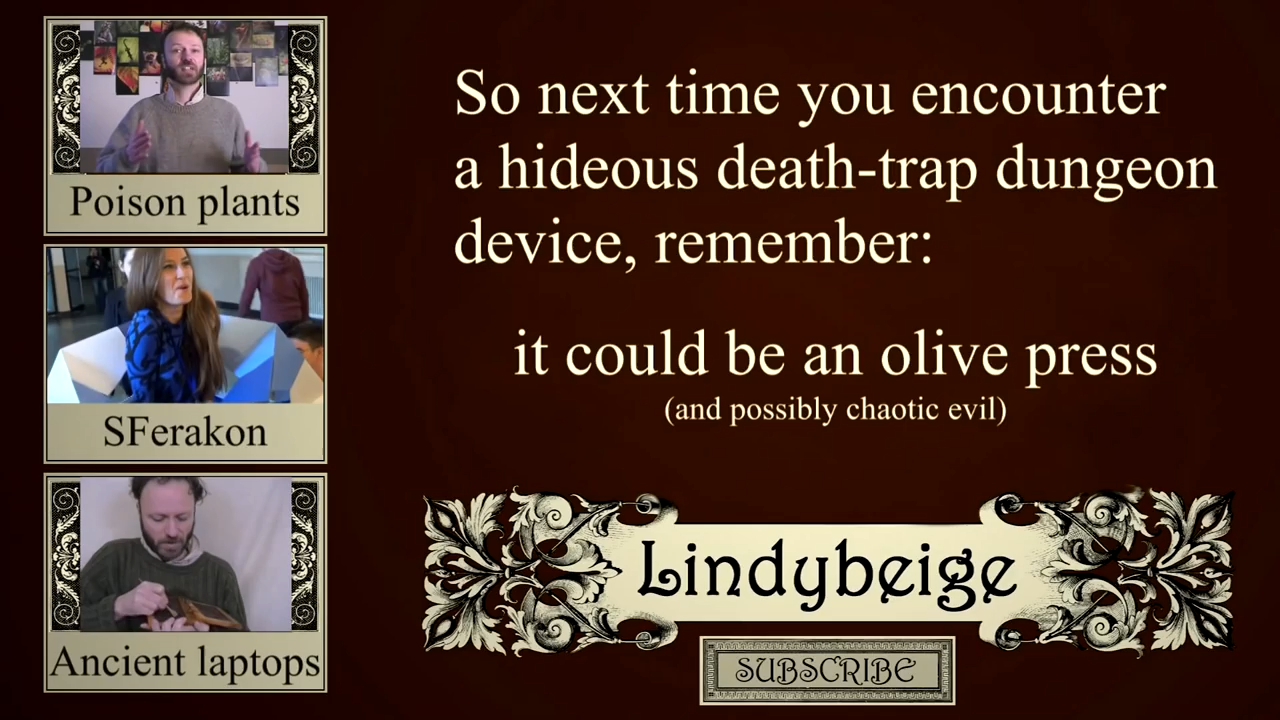 Poison plants
SFerakon
Ancient laptops
So next time you encounter
a hideous death-trap dungeon
device, remember:
it could be an olive press
(and possibly chaotic evil)
Lindybeige
SUBSCRIBE